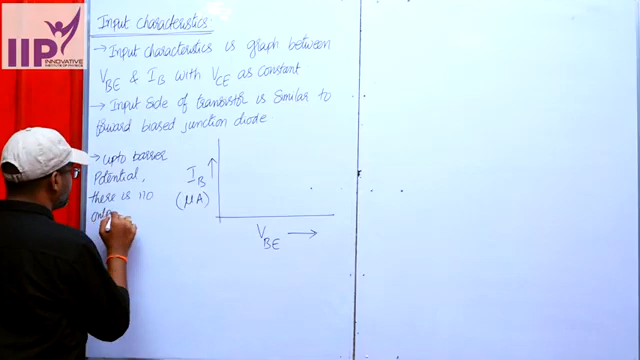 IIP
INNOVATIVE
INSTITUTE OF PHYSICS
Input characteristics:
→ Input characteristics is graph between
V_BE & I_B with V_CE as constant
→ Input side of transistor is similar to
forward biased junction diode.
→ upto barrier
Potential,
there is no
I_B ↑
(μA)
V_BE →